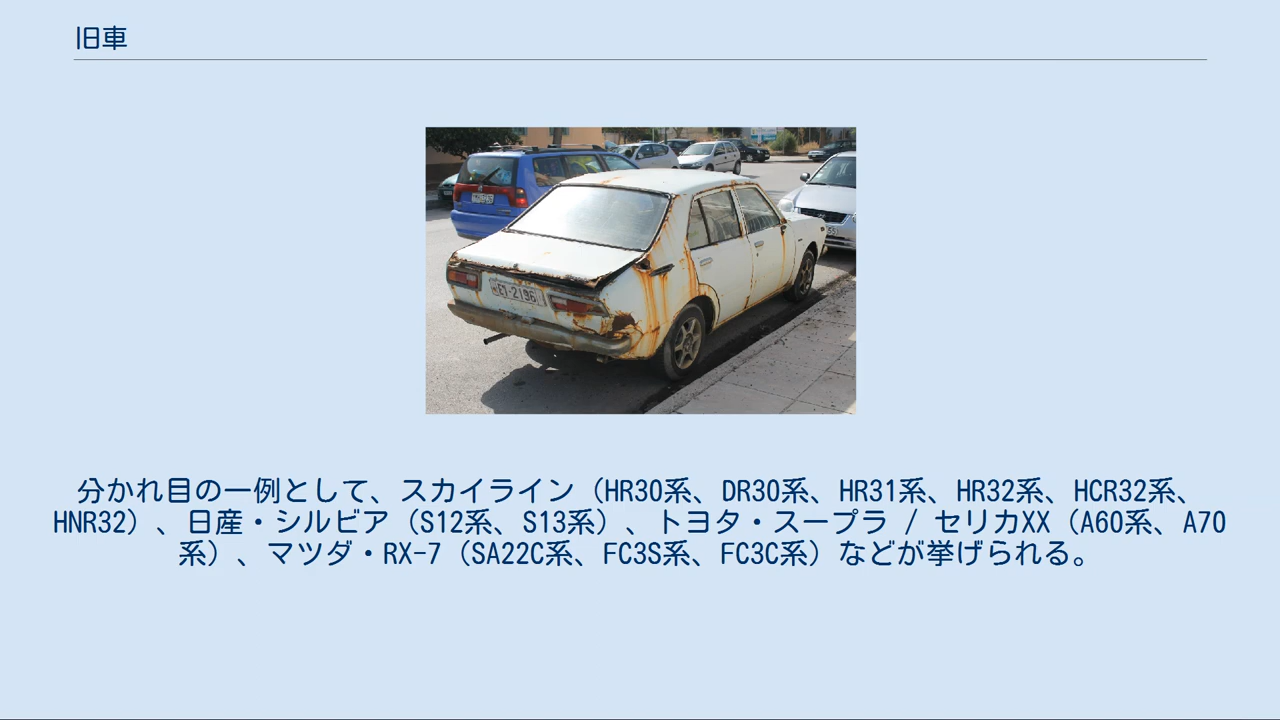 旧車
EJ-2196
分かれ目の一例として、スカイライン（HR30系、DR30系、HR31系、HR32系、HCR32系、
HNR32）、日産・シルビア（S12系、S13系）、トヨタ・スープラ / セリカXX（A60系、A70
系）、マツダ・RX-7（SA22C系、FC3S系、FC3C系）などが挙げられる。